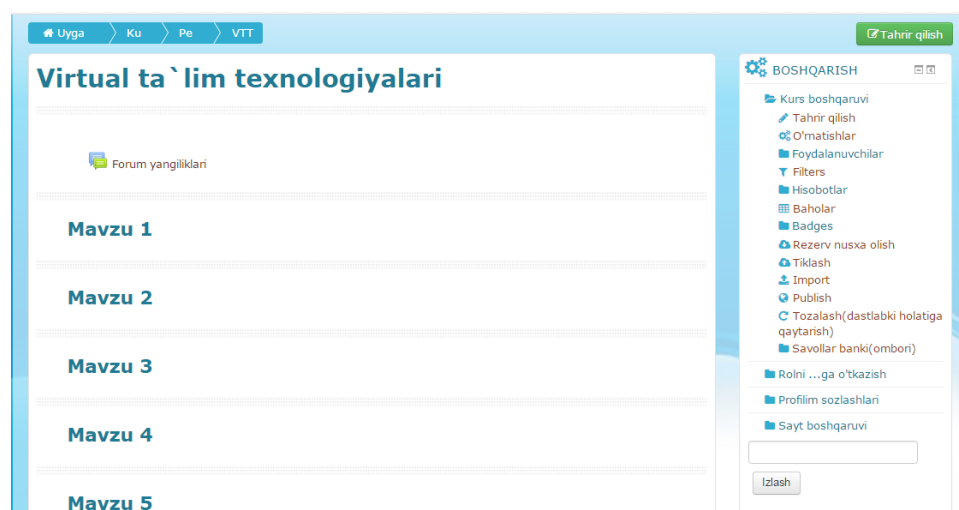 Uyga Ku Pe VTT
Tahrir qilish
Virtual ta`lim texnologiyalari
Forum yangiliklari
Mavzu 1
Mavzu 2
Mavzu 3
Mavzu 4
Mavzu 5
BOSHQARISH
Kurs boshqaruvi
Tahrir qilish
O'rnatishlar
Foydalanuvchilar
Filters
Hisobotlar
Baholar
Badges
Rezerv nusxa olish
Tiklash
Import
Publish
Tozalash(dastlabki holatiga
qaytarish)
Savollar banki(ombori)
Rolni ...ga o'tkazish
Profilim sozlashlari
Sayt boshqaruvi
Izlash